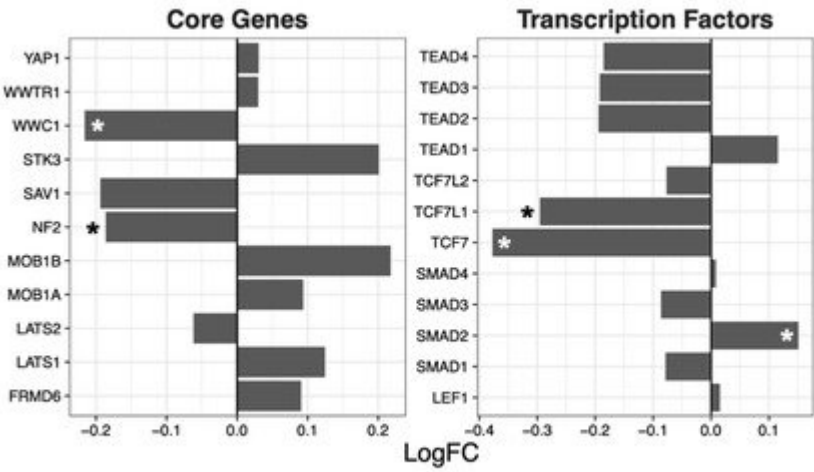 Core Genes
YAP1
WWTR1
WWC1
*
STK3
SAV1
NF2
*
MOB1B
MOB1A
LATS2
LATS1
FRMD6
−0.2 −0.1 0.0 0.1 0.2
Transcription Factors
TEAD4
TEAD3
TEAD2
TEAD1
TCF7L2
TCF7L1
*
TCF7
*
SMAD4
SMAD3
SMAD2
*
SMAD1
LEF1
−0.4 −0.3 −0.2 −0.1 0.0 0.1
LogFC